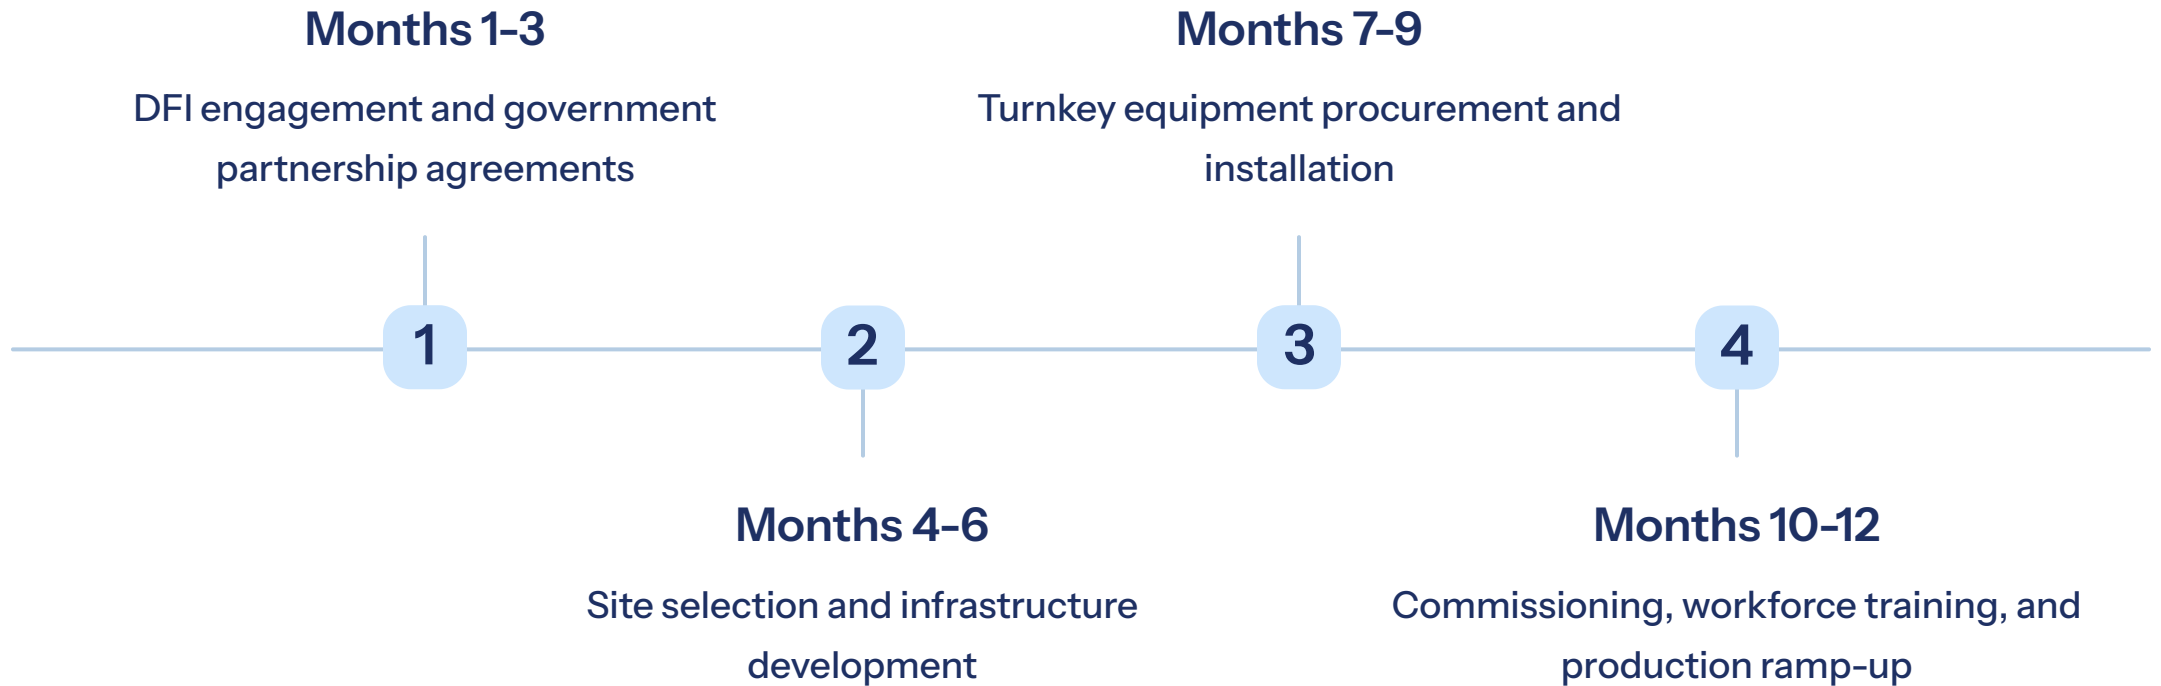 Months 1–3
DFI engagement and government
partnership agreements
1
2
Months 4–6
Site selection and infrastructure
development
Months 7–9
Turnkey equipment procurement and
installation
3
4
Months 10–12
Commissioning, workforce training, and
production ramp-up